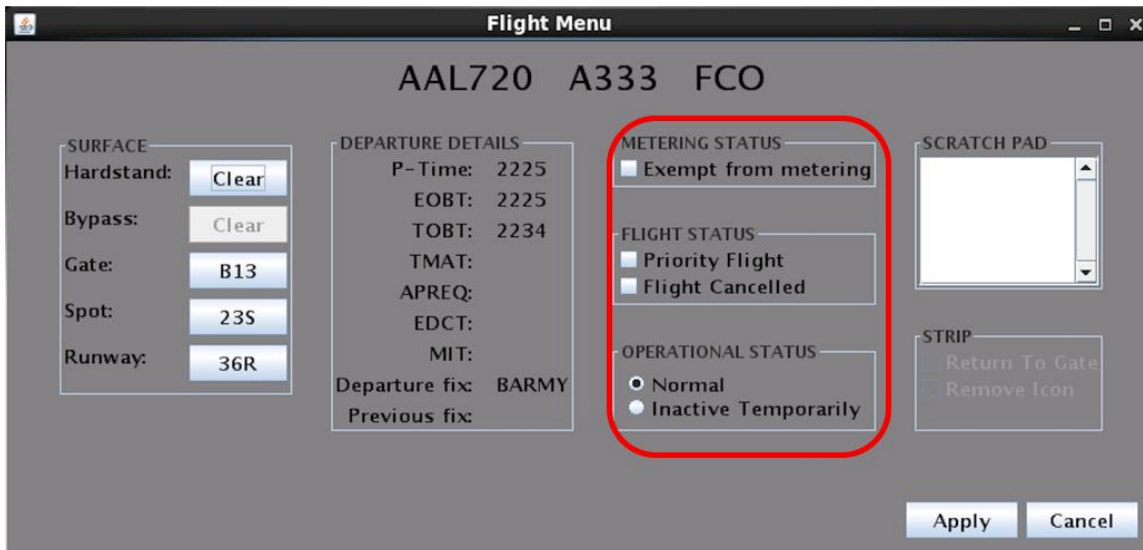 Flight Menu
AAL720 A333 FCO
SURFACE
Hardstand: Clear
Bypass: Clear
Gate: B13
Spot: 23S
Runway: 36R
DEPARTURE DETAILS
P-Time: 2225
EOBT: 2225
TOBT: 2234
TMAT:
APREQ:
EDCT:
MIT:
Departure fix: BARMY
Previous fix:
METERING STATUS
Exempt from metering
FLIGHT STATUS
Priority Flight
Flight Cancelled
OPERATIONAL STATUS
Normal
Inactive Temporarily
SCRATCH PAD
STRIP
Return To Gate
Remove Icon
Apply Cancel